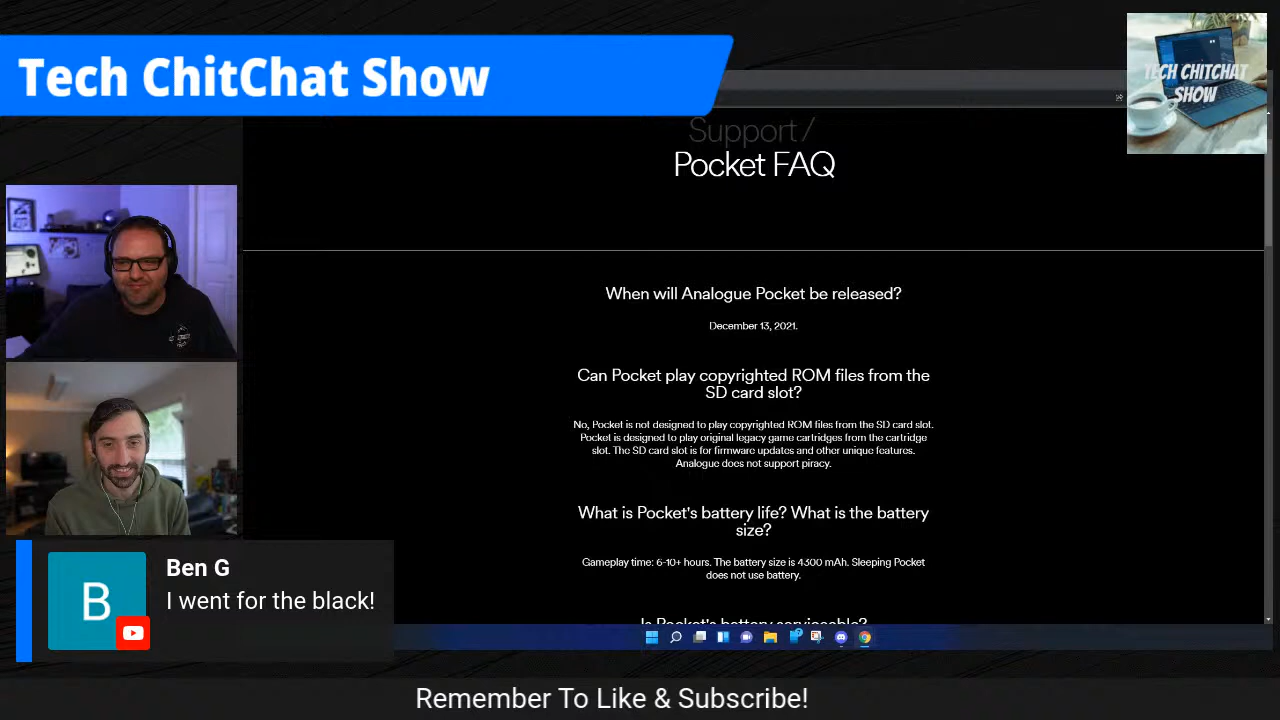 Tech ChitChat Show
TECH CHITCHAT
SHOW
Support /
Pocket FAQ
When will Analogue Pocket be released?
December 13, 2021.
Can Pocket play copyrighted ROM files from the
SD card slot?
No, Pocket is not designed to play copyrighted ROM files from the SD card slot.
Pocket is designed to play original legacy game cartridges from the cartridge
slot. The SD card slot is for firmware updates and other unique features.
Analogue does not support piracy.
What is Pocket's battery life? What is the battery
size?
Gameplay time: 6-10+ hours. The battery size is 4300 mAh. Sleeping Pocket
does not use battery.
Is Pocket's battery serviceable?
B
Ben G
I went for the black!
Remember To Like & Subscribe!